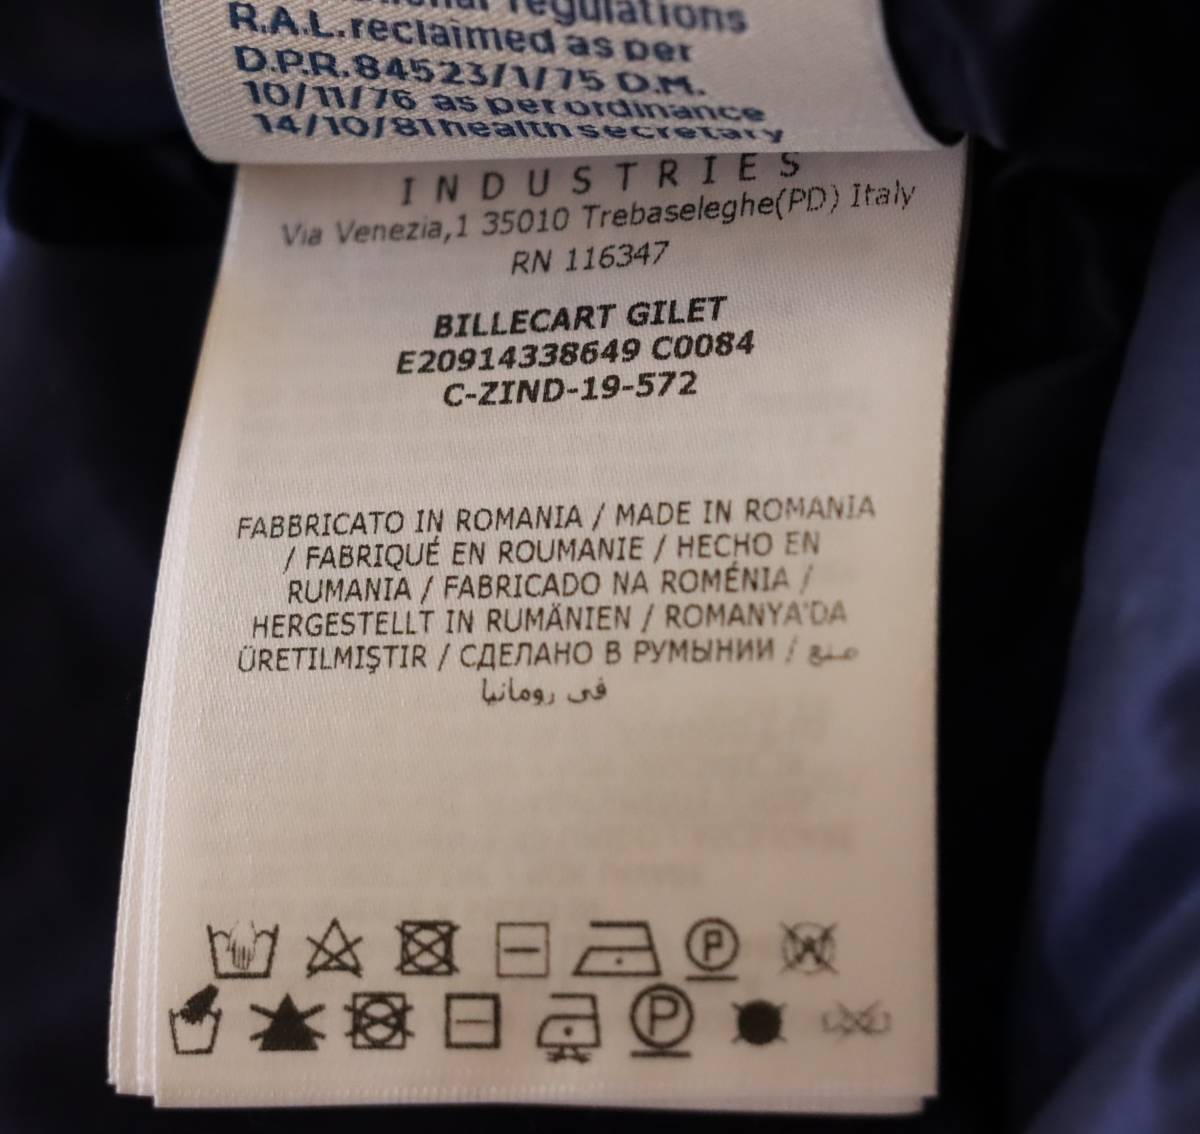 regulations
R.A.L. reclaimed as per
D.P.R. 84523/1/75 D.M.
10/11/76 as per ordinance
14/10/81 health secretary
INDUSTRIES
Via Venezia,1 35010 Trebaseleghe(PD) Italy
RN 116347
BILLECART GILET
E20914338649 C0084
C-ZIND-19-572
FABBRICATO IN ROMANIA / MADE IN ROMANIA
/ FABRIQUÉ EN ROUMANIE / HECHO EN
RUMANIA / FABRICADO NA ROMÉNIA /
HERGESTELLT IN RUMÄNIEN / ROMANYA'DA
ÜRETILMIŞTIR / СДЕЛАНО В РУМЫНИИ / صنع
فى رومانيا
P W
P